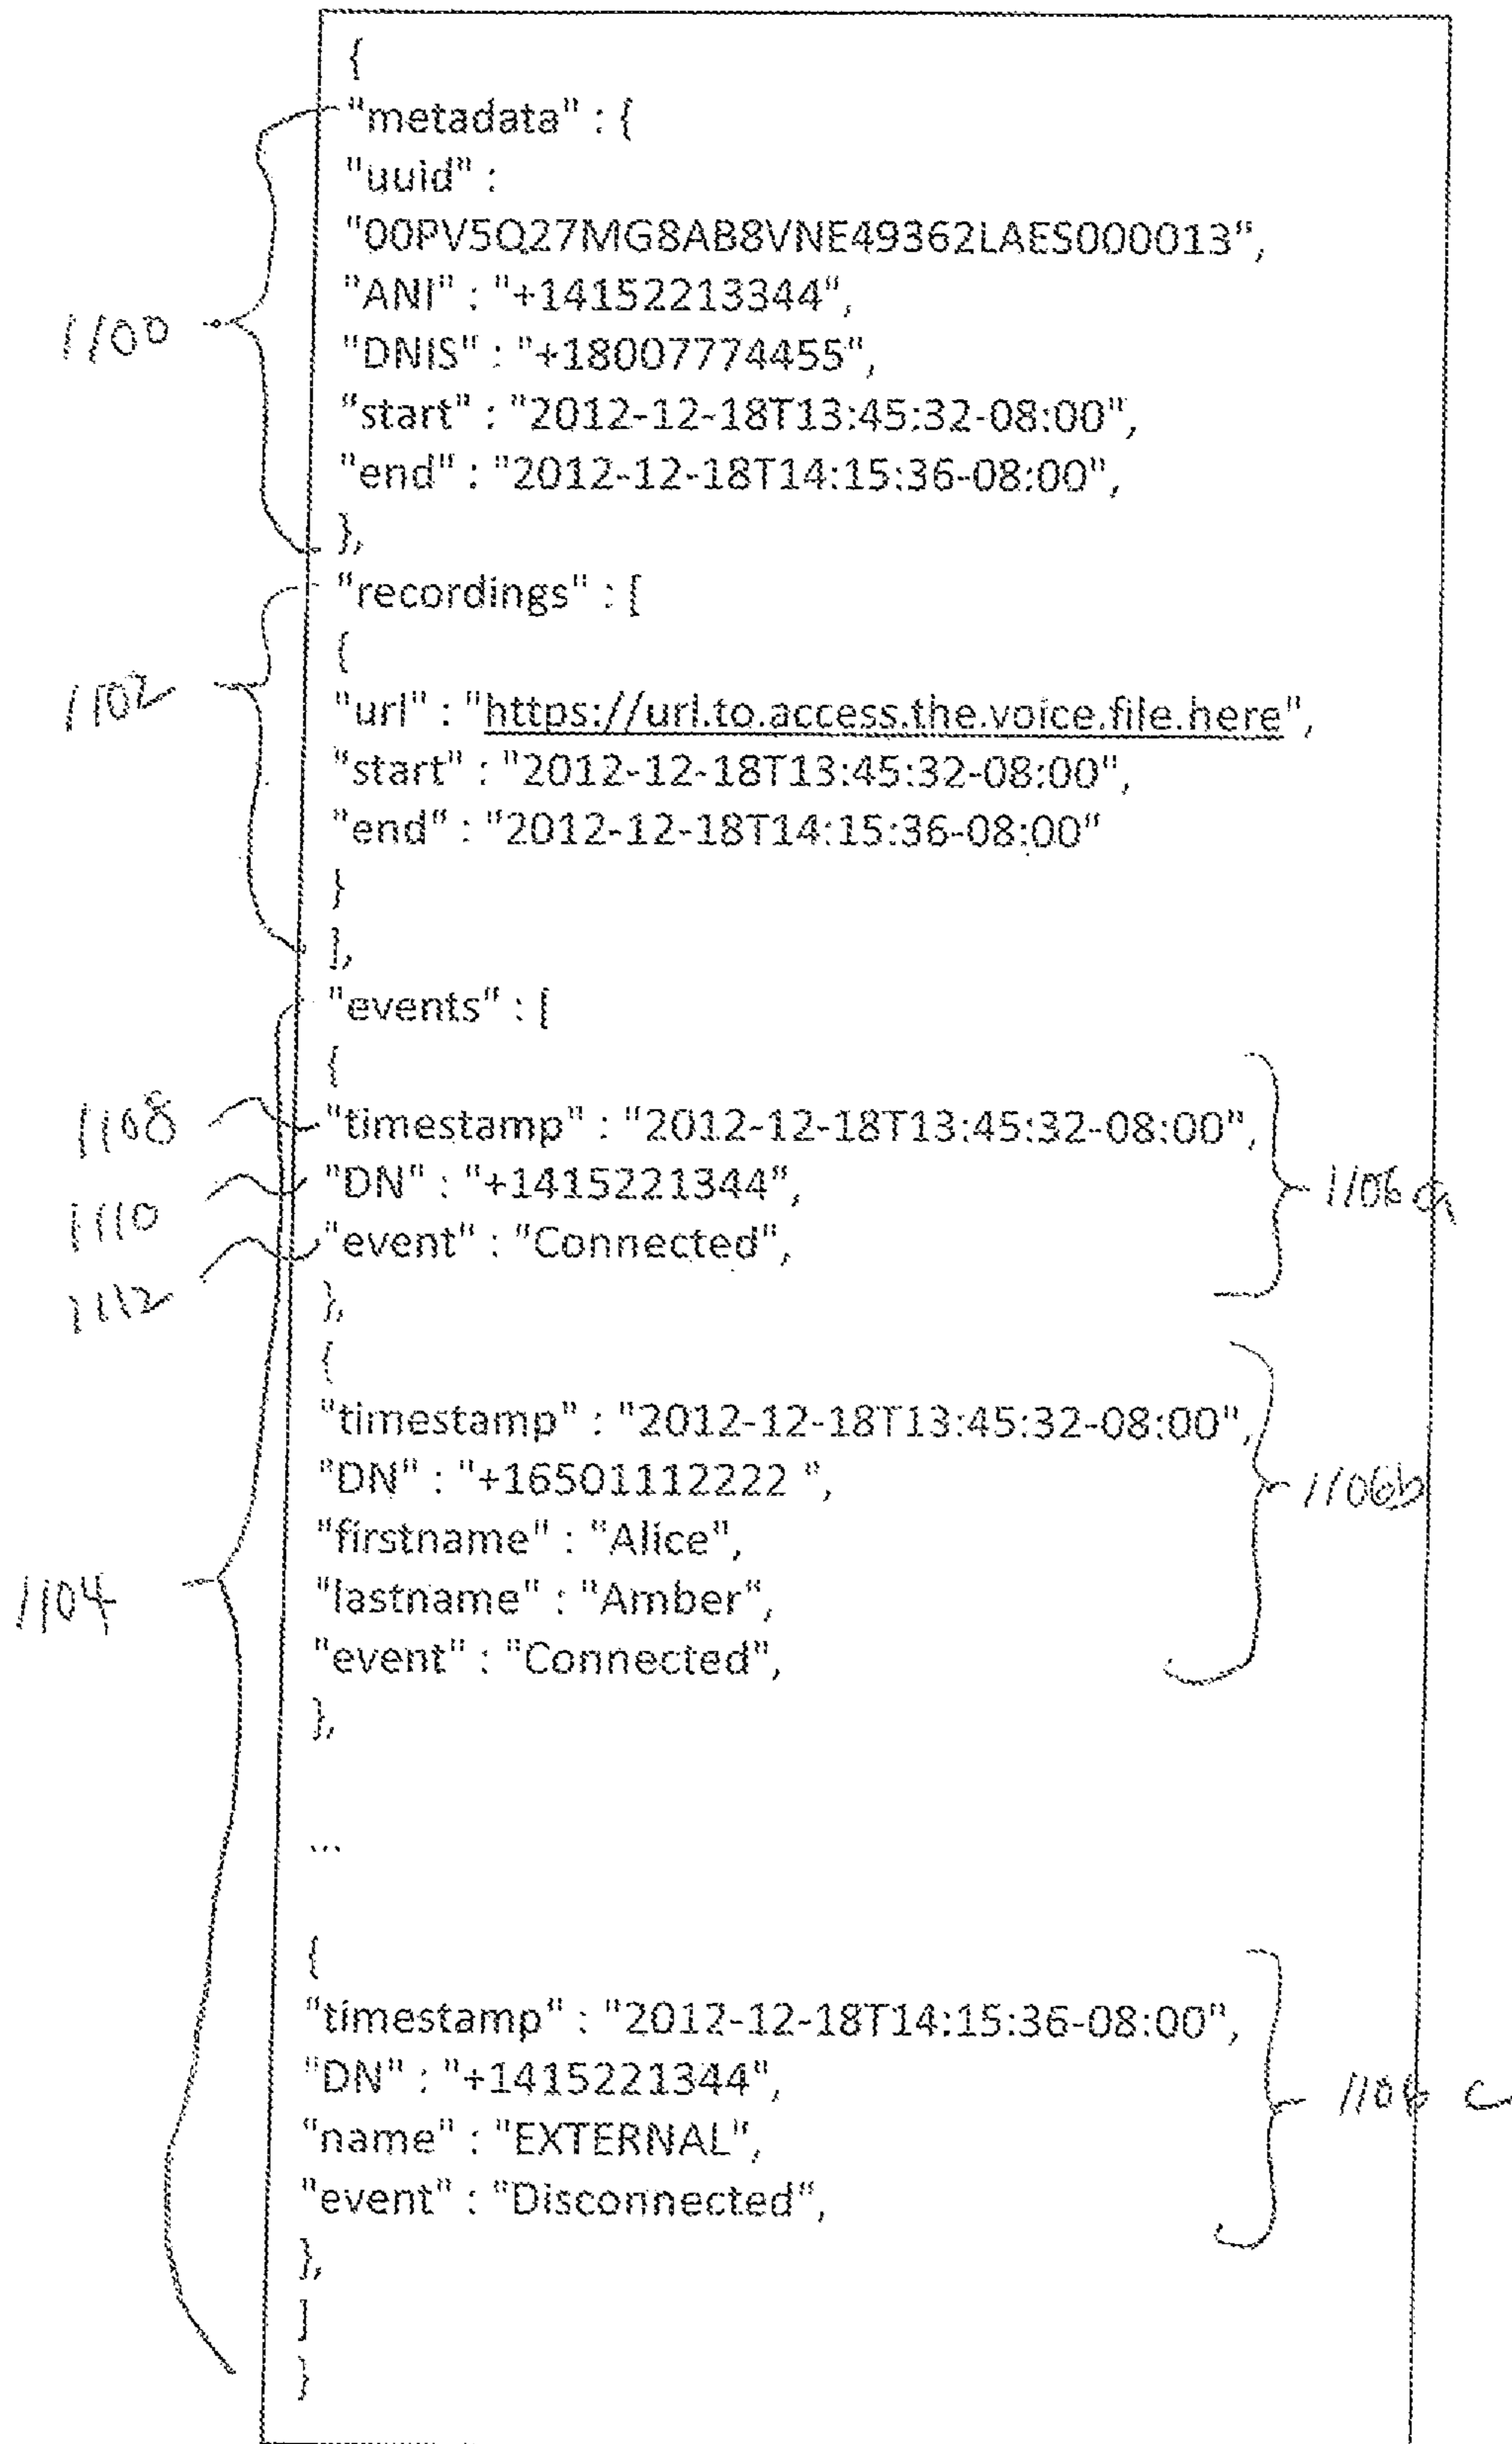 {
"metadata" : {
"uuid" :
"00PV5Q27MG8AB8VNE49362LAES000013",
"ANI" : "+14152213344",
1100
"DNIS" : "+18007774455",
"start" : "2012-12-18T13:45:32-08:00",
"end" : "2012-12-18T14:15:36-08:00",
},
"recordings" : [
{
1102
"url" : "https://url.to.access.the.voice.file.here",
"start" : "2012-12-18T13:45:32-08:00",
"end" : "2012-12-18T14:15:36-08:00"
}
],
"events" : [
{
1108 "timestamp" : "2012-12-18T13:45:32-08:00",
1110 "DN" : "+1415221344", 1106a
1112 "event" : "Connected",
},
{
"timestamp" : "2012-12-18T13:45:32-08:00",
"DN" : "+16501112222 ", 1106b
"firstname" : "Alice",
1104 "lastname" : "Amber",
"event" : "Connected",
},
...
{
"timestamp" : "2012-12-18T14:15:36-08:00",
"DN" : "+1415221344", 1106c
"name" : "EXTERNAL",
"event" : "Disconnected",
},
]
}